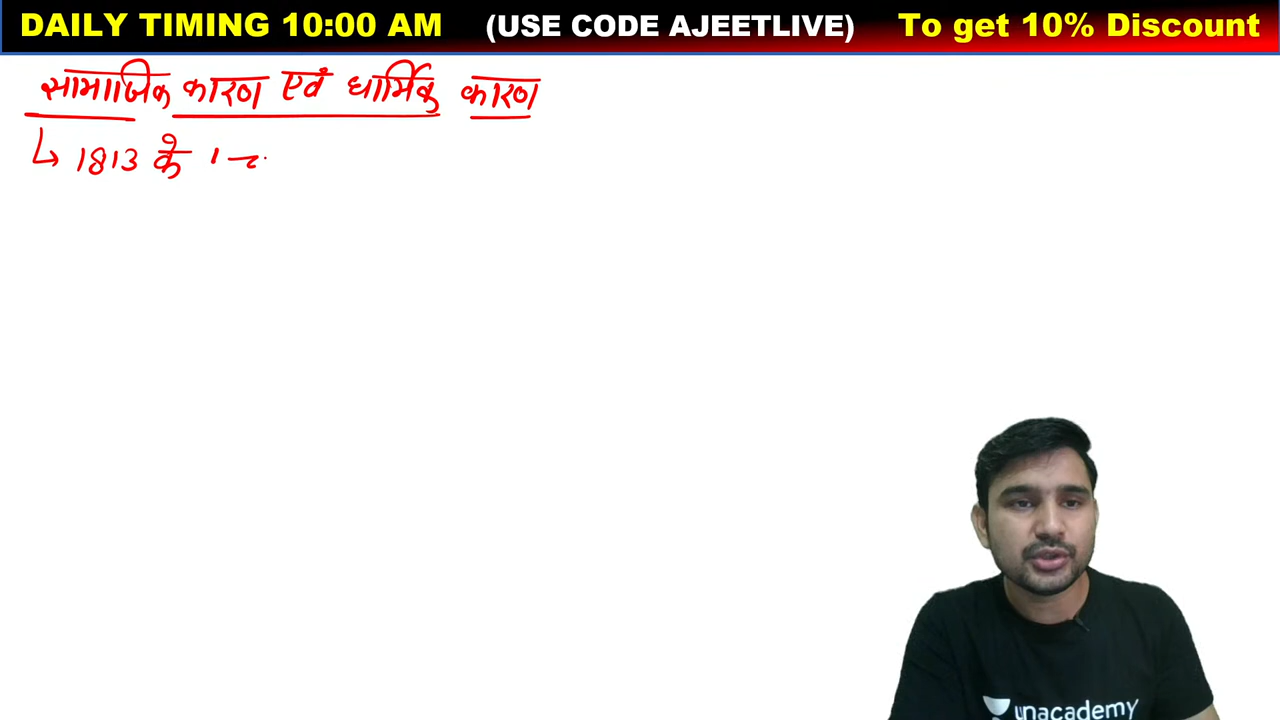 DAILY TIMING 10:00 AM (USE CODE AJEETLIVE) To get 10% Discount
सामाजिक कारण एवं धार्मिक कारण
↳ 1813 के
unacademy